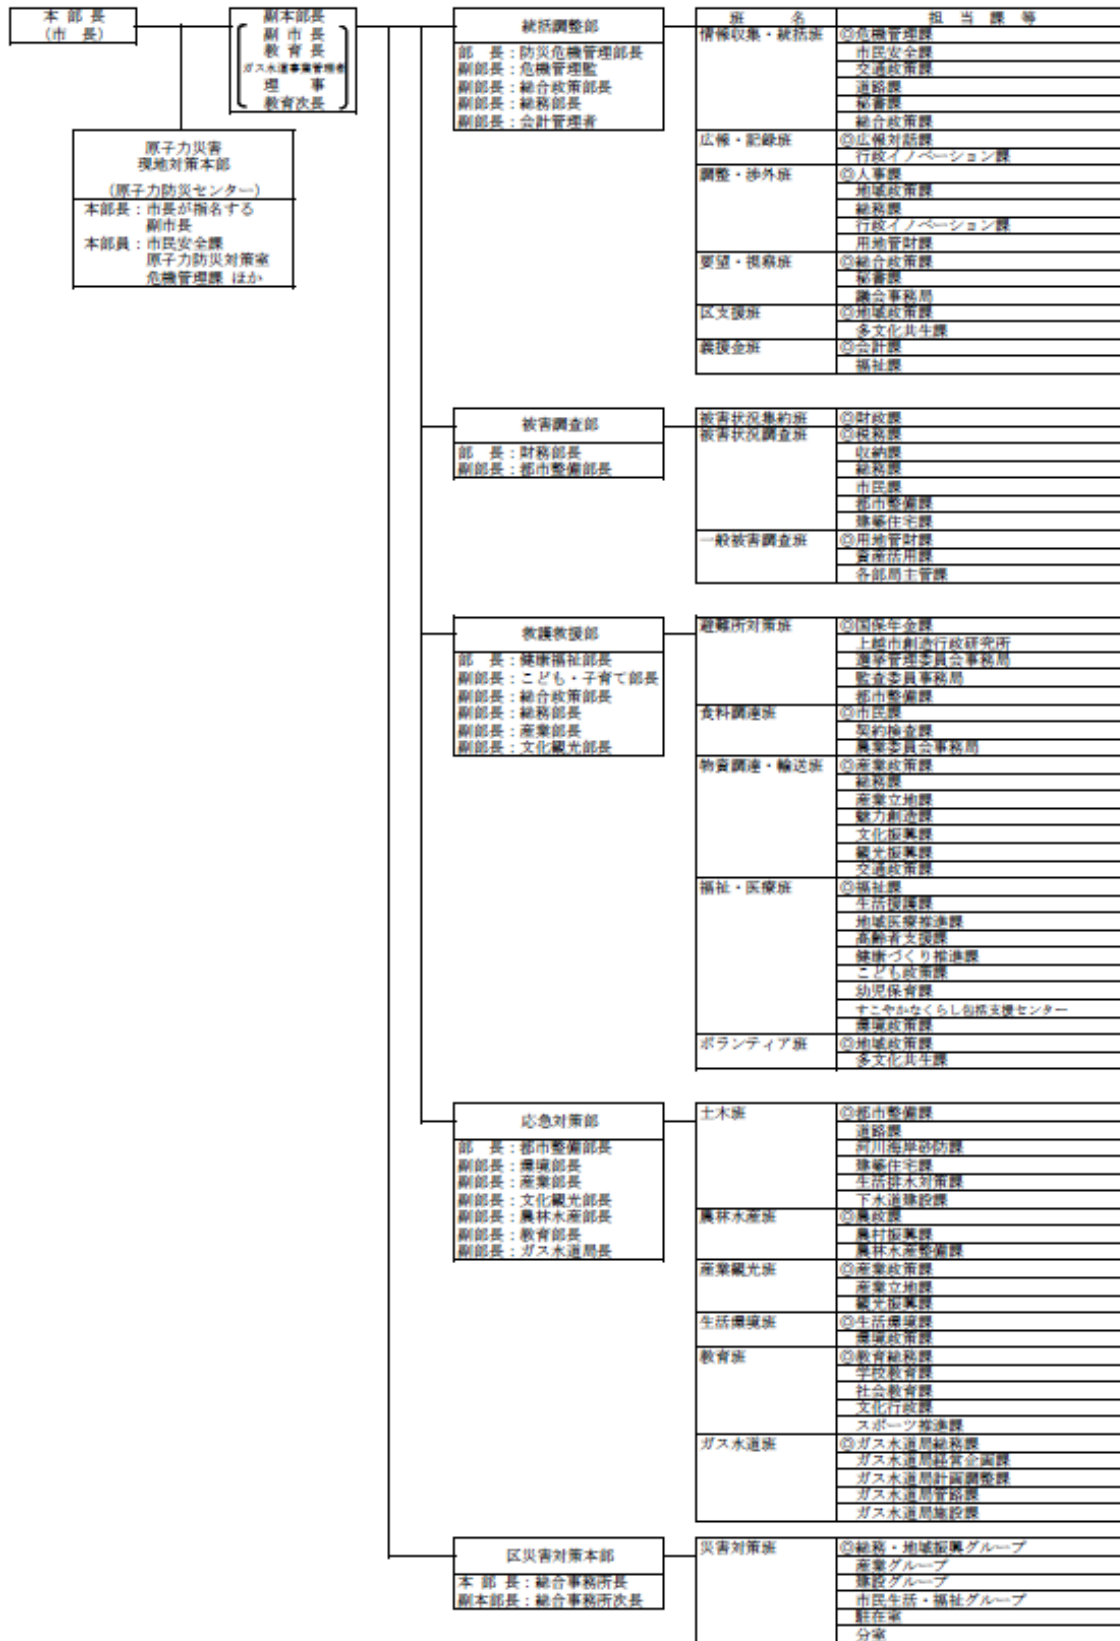 本部長
(市 長)
副本部長
副市長
教育長
ガス水道事業管理者
理 事
教育次長
原子力災害
現地対策本部
(原子力防災センター)
本部長：市長が指名する
副市長
本部員：市民安全課
原子力防災対策室
危機管理課 ほか
統括調整部
部 長：防災危機管理部長
副部長：危機管理監
副部長：総合政策部長
副部長：総務部長
副部長：会計管理者
班 名 担当課等
情報収集・統括班 ◎危機管理課
市民安全課
交通政策課
道路課
秘書課
総合政策課
広報・記録班 ◎広報対話課
行政イノベーション課
調整・渉外班 ◎人事課
地域政策課
総務課
行政イノベーション課
用地管財課
要望・視察班 ◎総合政策課
秘書課
議会事務局
区支援班 ◎地域政策課
多文化共生課
義援金班 ◎会計課
福祉課
被害調査部
部 長：財務部長
副部長：都市整備部長
被害状況集約班 ◎財政課
被害状況調査班 ◎税務課
収納課
総務課
市民課
都市整備課
建築住宅課
一般被害調査班 ◎用地管財課
資産活用課
各部局主管課
救護救援部
部 長：健康福祉部長
副部長：こども・子育て部長
副部長：総合政策部長
副部長：総務部長
副部長：産業部長
副部長：文化観光部長
避難所対策班 ◎国保年金課
上越市創造行政研究所
選挙管理委員会事務局
監査委員事務局
都市整備課
食料調達班 ◎市民課
契約検査課
農業委員会事務局
物資調達・輸送班 ◎産業政策課
総務課
産業立地課
魅力創造課
文化振興課
観光振興課
交通政策課
福祉・医療班 ◎福祉課
生活援護課
地域医療推進課
高齢者支援課
健康づくり推進課
こども政策課
幼児保育課
すこやかなくらし包括支援センター
環境政策課
ボランティア班 ◎地域政策課
多文化共生課
応急対策部
部 長：都市整備部長
副部長：環境部長
副部長：産業部長
副部長：文化観光部長
副部長：農林水産部長
副部長：教育部長
副部長：ガス水道局長
土木班 ◎都市整備課
道路課
河川海岸砂防課
建築住宅課
生活排水対策課
下水道建設課
農林水産班 ◎農政課
農村振興課
農林水産整備課
産業観光班 ◎産業政策課
産業立地課
観光振興課
生活環境班 ◎生活環境課
環境政策課
教育班 ◎教育総務課
学校教育課
社会教育課
文化行政課
スポーツ推進課
ガス水道班 ◎ガス水道局総務課
ガス水道局経営企画課
ガス水道局計画調整課
ガス水道局管路課
ガス水道局施設課
区災害対策本部
本部長：総合事務所長
副本部長：総合事務所次長
災害対策班 ◎総務・地域振興グループ
産業グループ
建設グループ
市民生活・福祉グループ
駐在室
分室